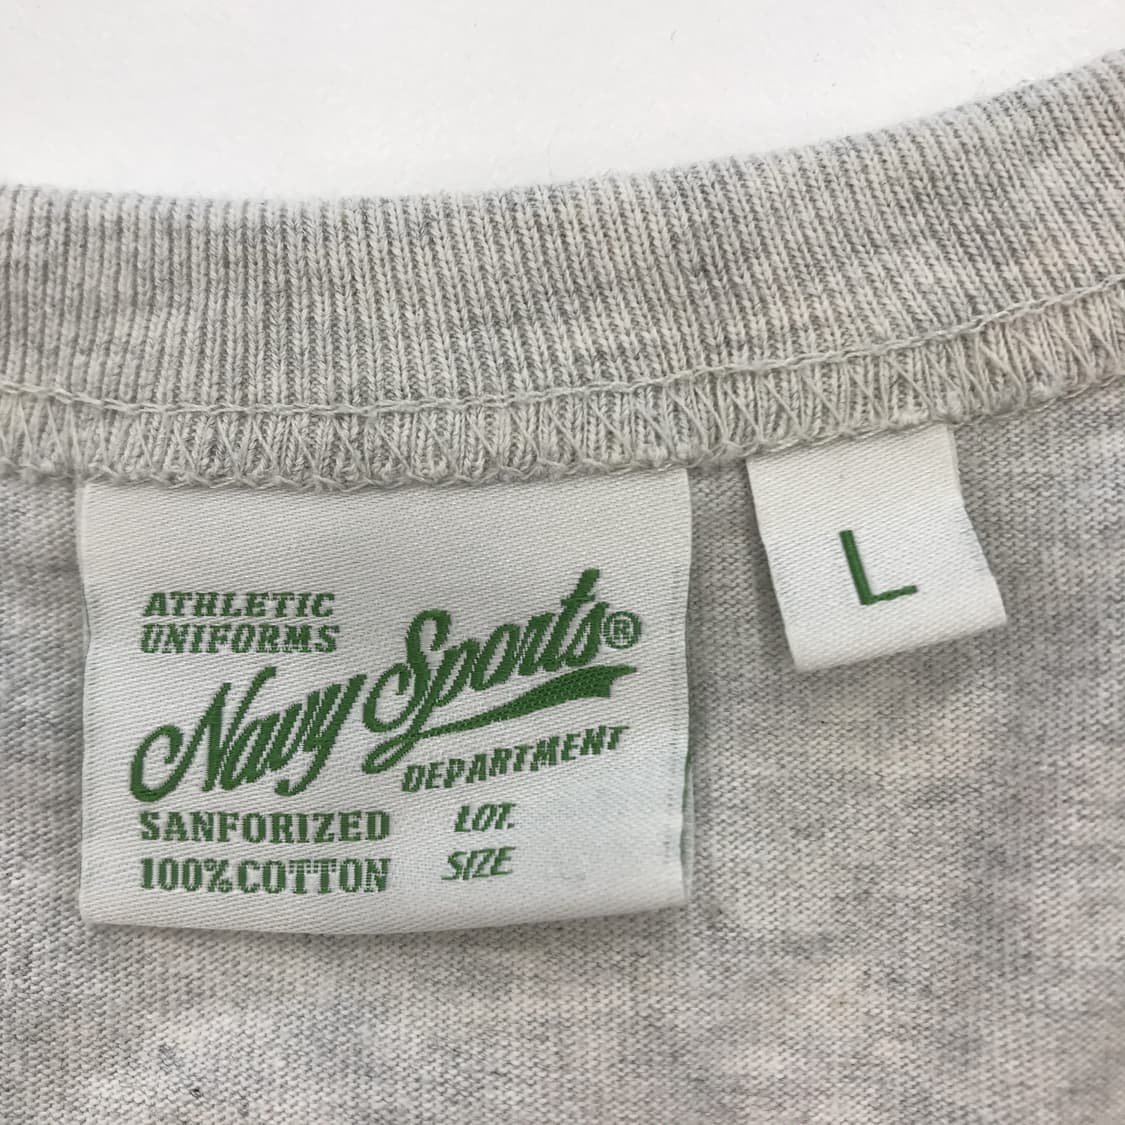 ATHLETIC
UNIFORMS
Navy Sports®
DEPARTMENT
SANFORIZED
100% COTTON
LOT.
SIZE
L